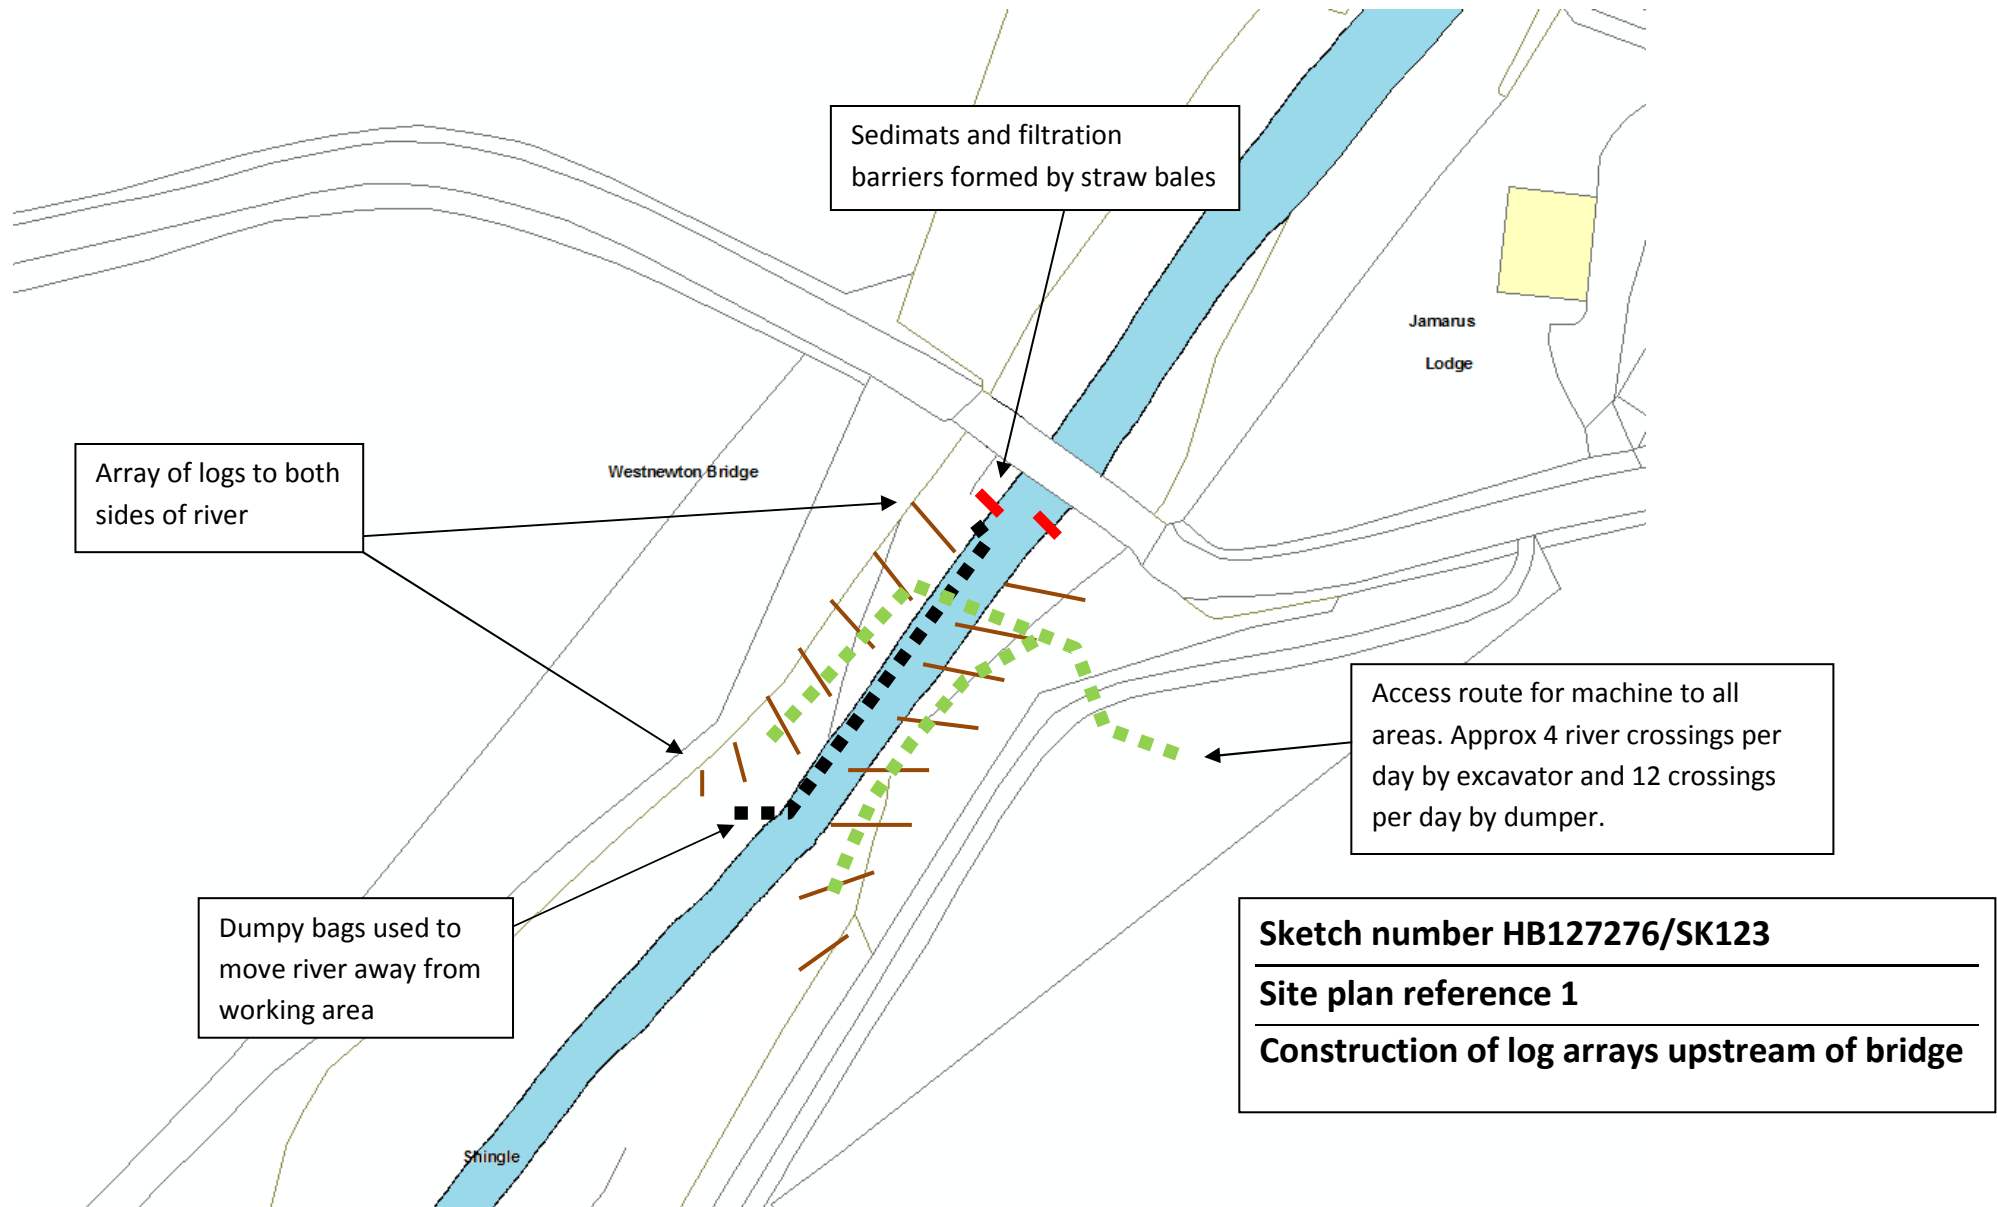 Sedimats and filtration
barriers formed by straw bales
Jamarus
Lodge
Westnewton Bridge
Array of logs to both
sides of river
Access route for machine to all
areas. Approx 4 river crossings per
day by excavator and 12 crossings
per day by dumper.
Dumpy bags used to
move river away from
working area
Sketch number HB127276/SK123
Site plan reference 1
Construction of log arrays upstream of bridge
Shingle